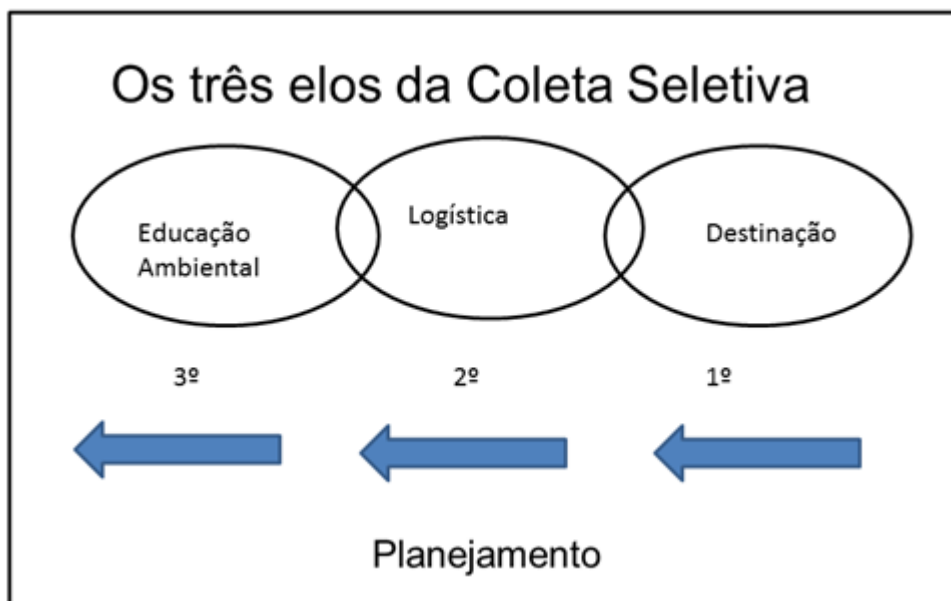 Os três elos da Coleta Seletiva
Educação
Ambiental
Logística
Destinação
3º
2º
1º
Planejamento